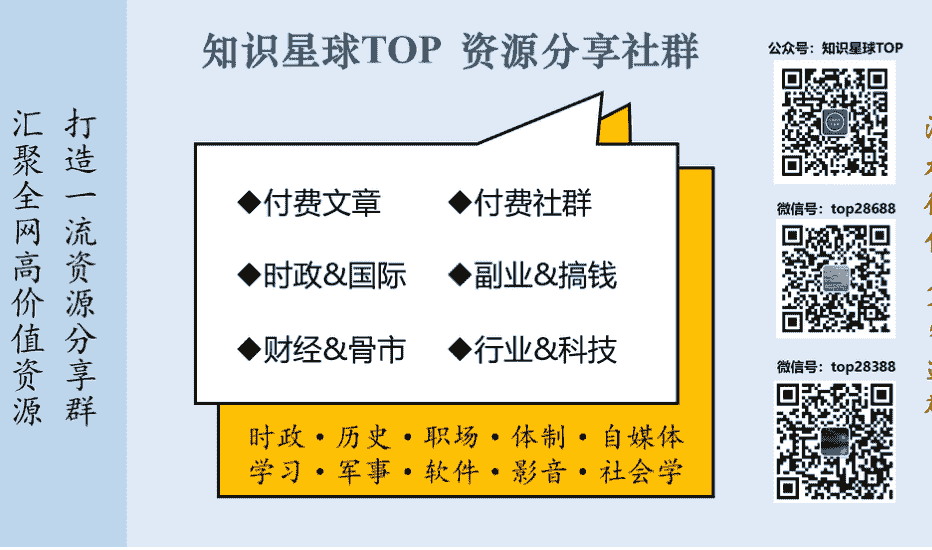 知识星球TOP 资源分享社群
打造一流资源分享群
汇聚全网高价值资源
◆付费文章 ◆付费社群
◆时政&国际 ◆副业&搞钱
◆财经&骨市 ◆行业&科技
时政・历史・职场・体制・自媒体
学习・军事・软件・影音・社会学
公众号：知识星球TOP
微信号：top28688
微信号：top28388